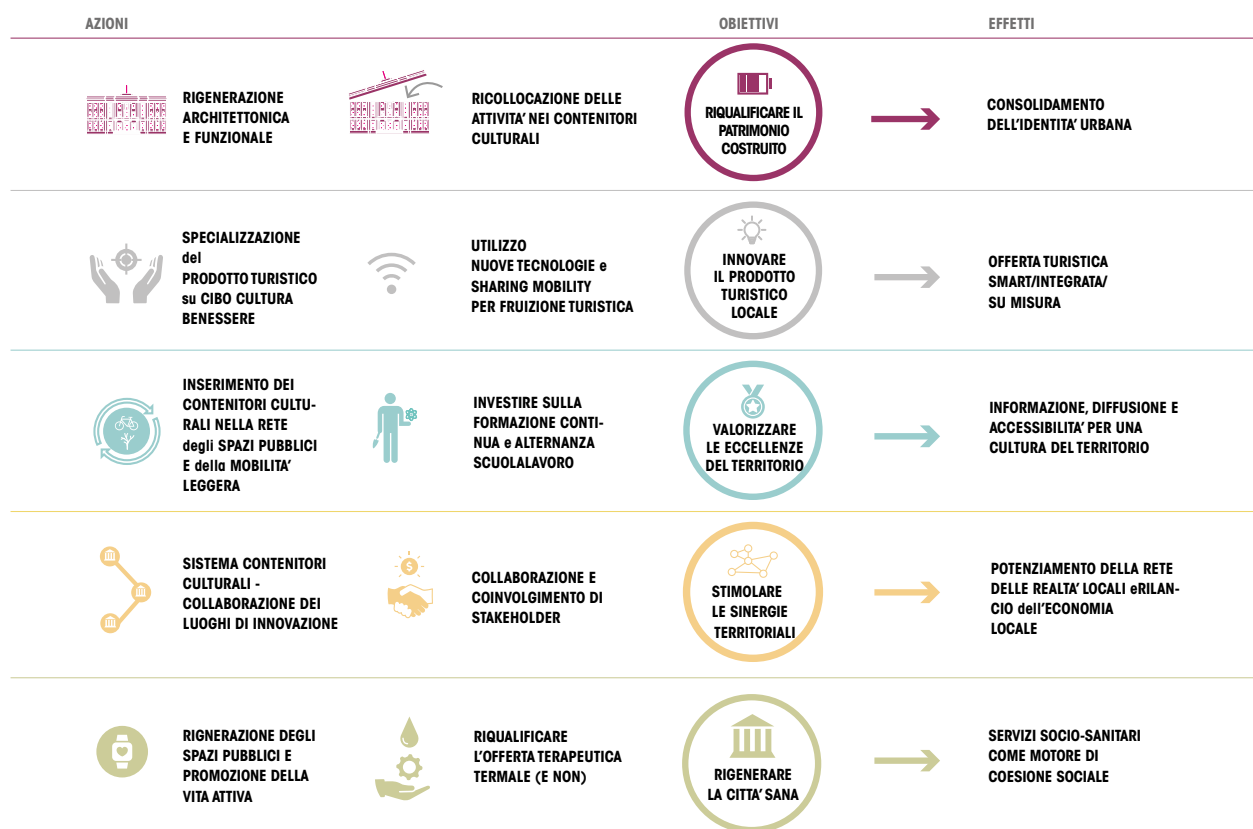 AZIONI
OBIETTIVI
EFFETTI
RIGENERAZIONE
ARCHITETTONICA
E FUNZIONALE
RICOLLOCAZIONE DELLE
ATTIVITA' NEI CONTENITORI
CULTURALI
RIQUALIFICARE IL
PATRIMONIO
COSTRUITO
CONSOLIDAMENTO
DELL'IDENTITA' URBANA
SPECIALIZZAZIONE
del
PRODOTTO TURISTICO
su CIBO CULTURA
BENESSERE
UTILIZZO
NUOVE TECNOLOGIE e
SHARING MOBILITY
PER FRUIZIONE TURISTICA
INNOVARE
IL PRODOTTO
TURISTICO
LOCALE
OFFERTA TURISTICA
SMART/INTEGRATA/
SU MISURA
INSERIMENTO DEI
CONTENITORI CULTU-
RALI NELLA RETE
degli SPAZI PUBBLICI
E della MOBILITA'
LEGGERA
INVESTIRE SULLA
FORMAZIONE CONTI-
NUA e ALTERNANZA
SCUOLALAVORO
VALORIZZARE
LE ECCELLENZE
DEL TERRITORIO
INFORMAZIONE, DIFFUSIONE E
ACCESSIBILITA' PER UNA
CULTURA DEL TERRITORIO
SISTEMA CONTENITORI
CULTURALI -
COLLABORAZIONE DEI
LUOGHI DI INNOVAZIONE
$
COLLABORAZIONE E
COINVOLGIMENTO DI
STAKEHOLDER
STIMOLARE
LE SINERGIE
TERRITORIALI
POTENZIAMENTO DELLA RETE
DELLE REALTA' LOCALI eRILAN-
CIO dell'ECONOMIA
LOCALE
RIGNERAZIONE DEGLI
SPAZI PUBBLICI E
PROMOZIONE DELLA
VITA ATTIVA
RIQUALIFICARE
L'OFFERTA TERAPEUTICA
TERMALE (E NON)
RIGENERARE
LA CITTA' SANA
SERVIZI SOCIO-SANITARI
COME MOTORE DI
COESIONE SOCIALE